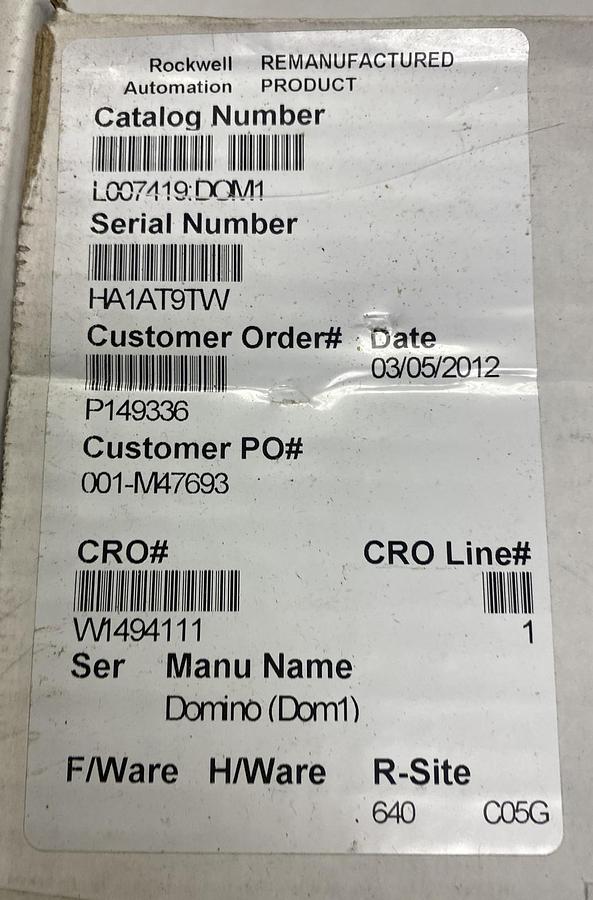 Rockwell REMANUFACTURED
Automation PRODUCT
Catalog Number
L007419:DOM1
Serial Number
HA1AT9TW
Customer Order# Date
03/05/2012
P149336
Customer PO#
001-M47693
CRO# CRO Line#
W1494111 1
Ser Manu Name
Domino (Dom1)
F/Ware H/Ware R-Site
640 C05G